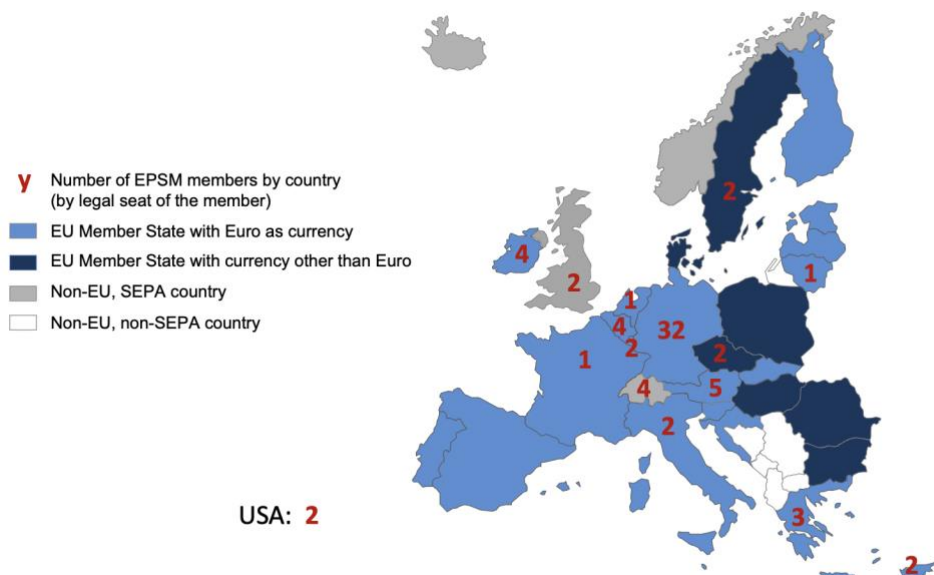 y Number of EPSM members by country
(by legal seat of the member)
EU Member State with Euro as currency
EU Member State with currency other than Euro
Non-EU, SEPA country
Non-EU, non-SEPA country
2
4
1
2
1
4
32
2
1
2
4
5
2
USA: 2
3
2